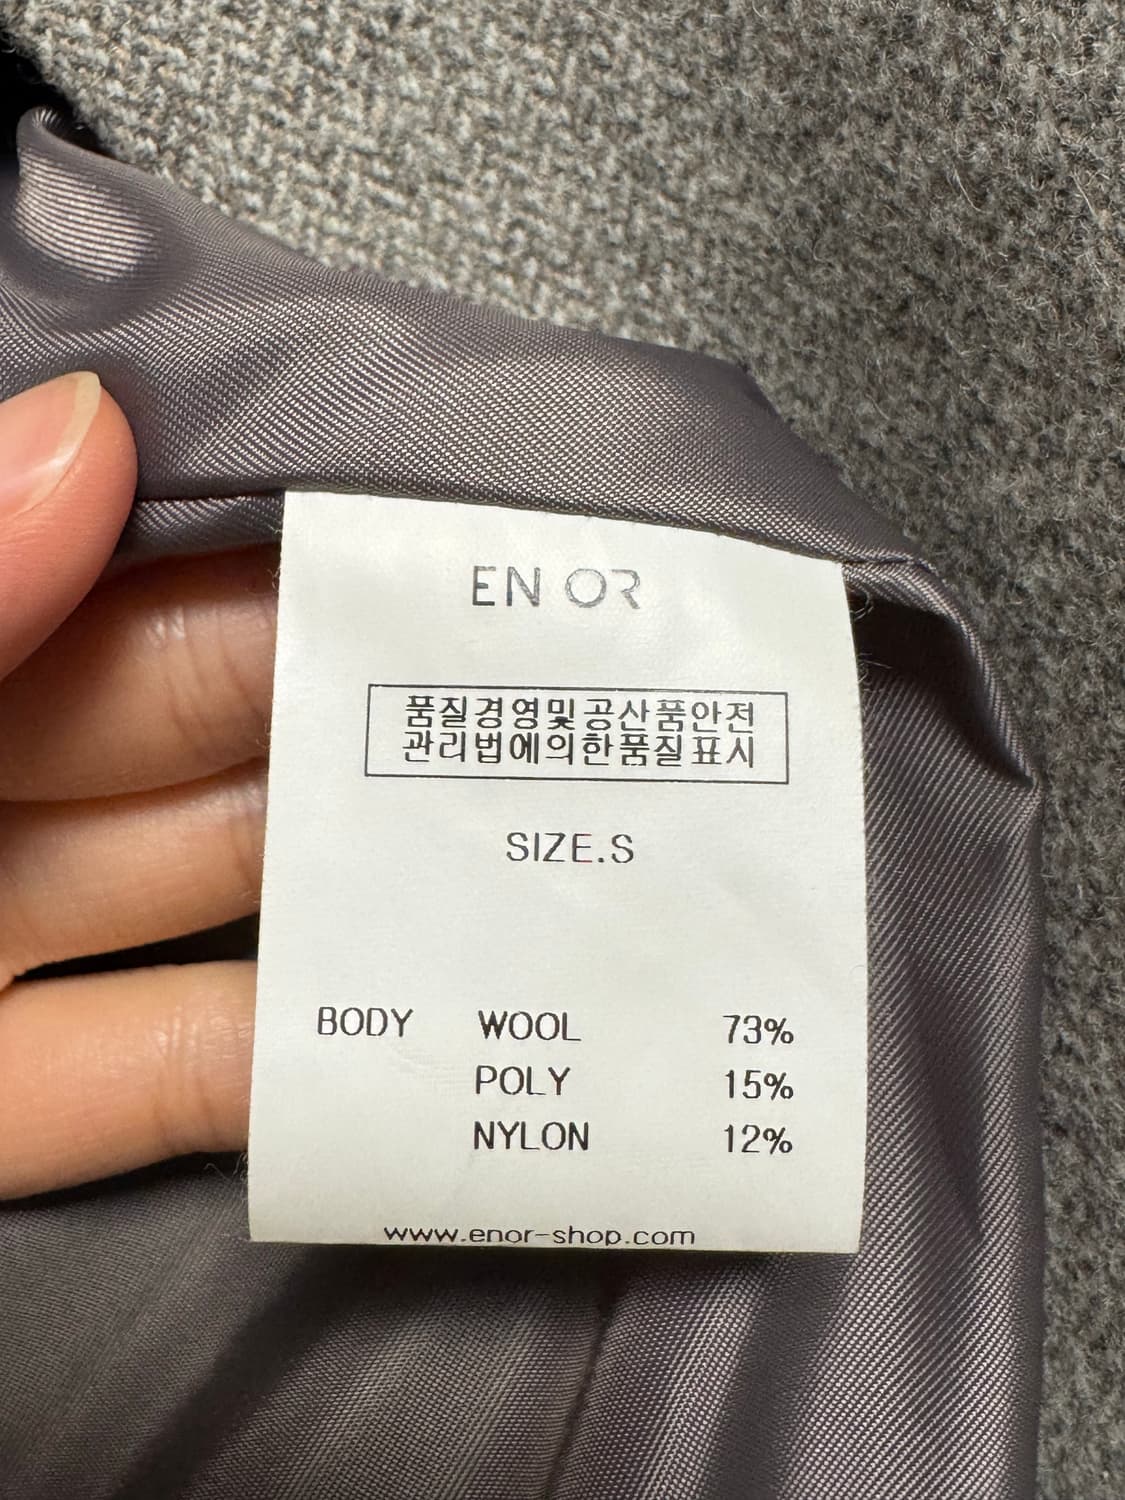 EN OR
품질경영및공산품안전
관리법에의한품질표시
SIZE.S
BODY WOOL 73%
POLY 15%
NYLON 12%
www.enor-shop.com